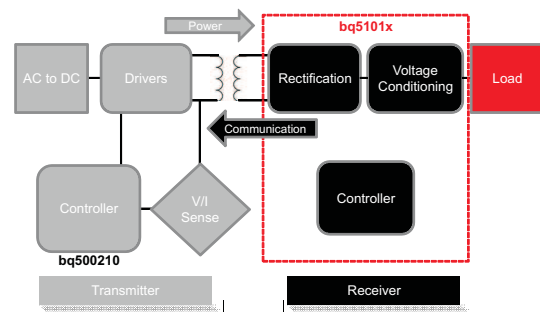 Power
bq5101x
AC to DC
Drivers
Rectification
Voltage
Conditioning
Load
Communication
Controller
V/I
Sense
Controller
bq500210
Transmitter
Receiver